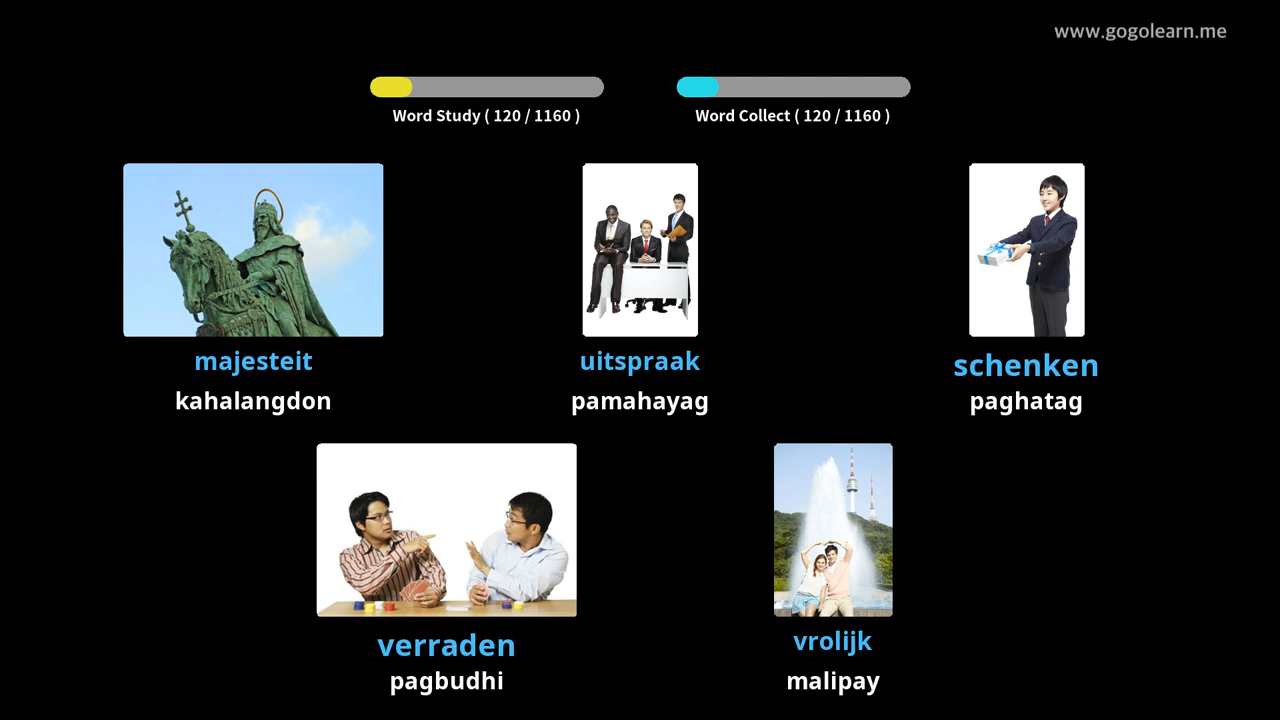 www.gogolearn.me
Word Study ( 120 / 1160 )
Word Collect ( 120 / 1160 )
majesteit
kahalangdon
uitspraak
pamahayag
schenken
paghatag
verraden
pagbudhi
vrolijk
malipay